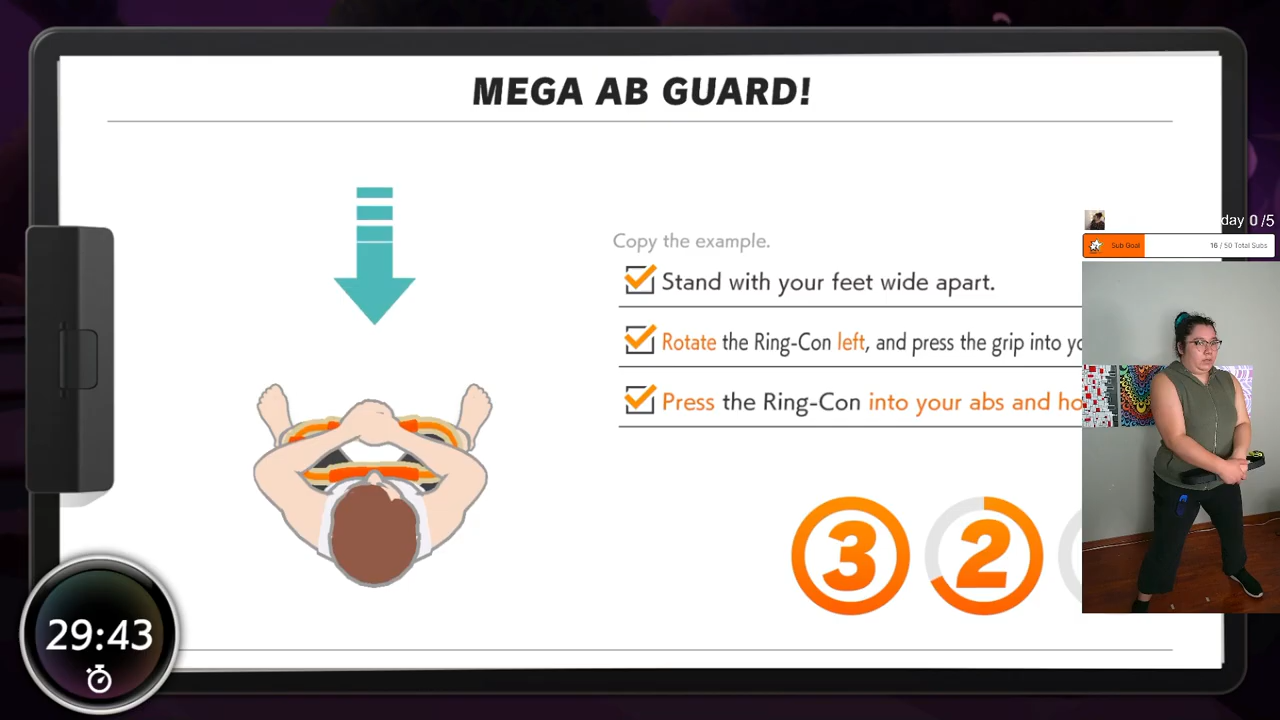 MEGA AB GUARD!
day 0 /5
Copy the example.
Sub Goal
16 / 50 Total Subs
Stand with your feet wide apart.
Rotate the Ring-Con left, and press the grip into yo
Press the Ring-Con into your abs and ho
3 2
29:43